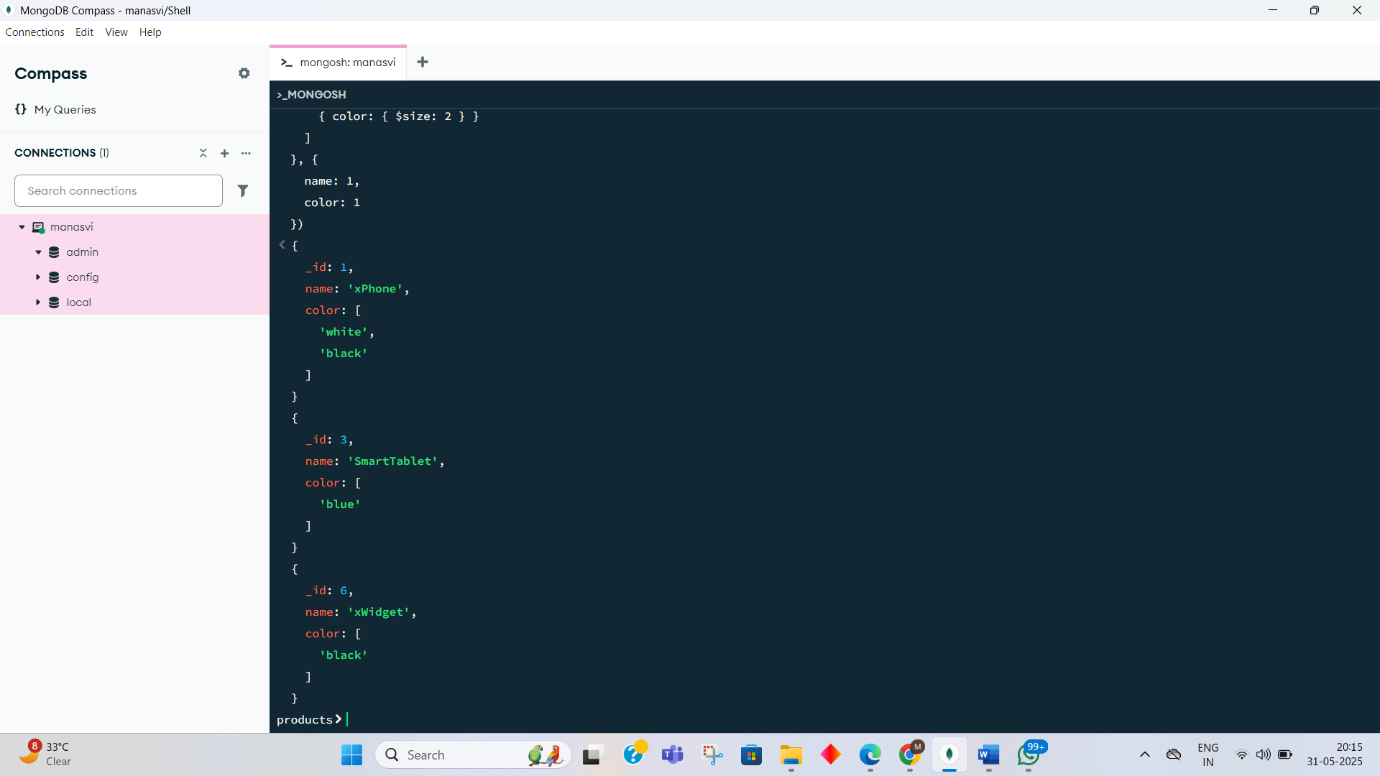 MongoDB Compass - manasvi/Shell
Connections Edit View Help
Compass
{} My Queries
CONNECTIONS (1)
Search connections
manasvi
admin
config
local
>_ mongosh: manasvi
>_MONGOSH
{ color: { $size: 2 } }
]
}, {
name: 1,
color: 1
})
< {
_id: 1,
name: 'xPhone',
color: [
'white',
'black'
]
}
{
_id: 3,
name: 'SmartTablet',
color: [
'blue'
]
}
{
_id: 6,
name: 'xWidget',
color: [
'black'
]
}
products>
8
33°C
Clear
Search
M
99+
ENG
IN
20:15
31-05-2025